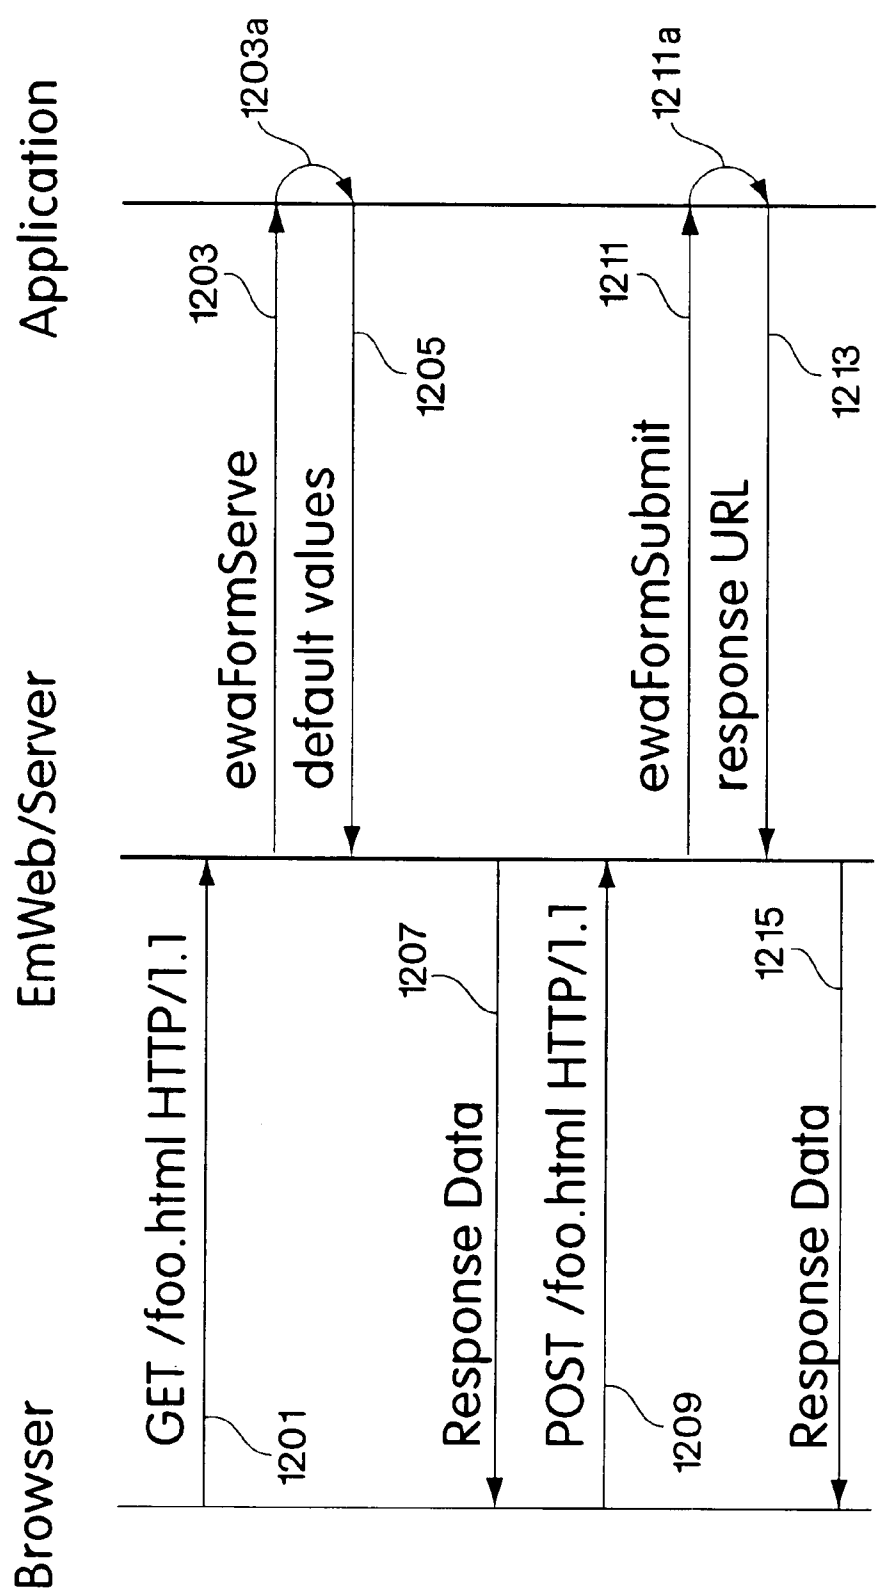 Browser
EmWeb/Server
Application
GET /foo.html HTTP/1.1
1201
ewaFormServe
1203
1203a
default values
1205
Response Data
1207
POST /foo.html HTTP/1.1
1209
ewaFormSubmit
1211
1211a
response URL
1213
Response Data
1215